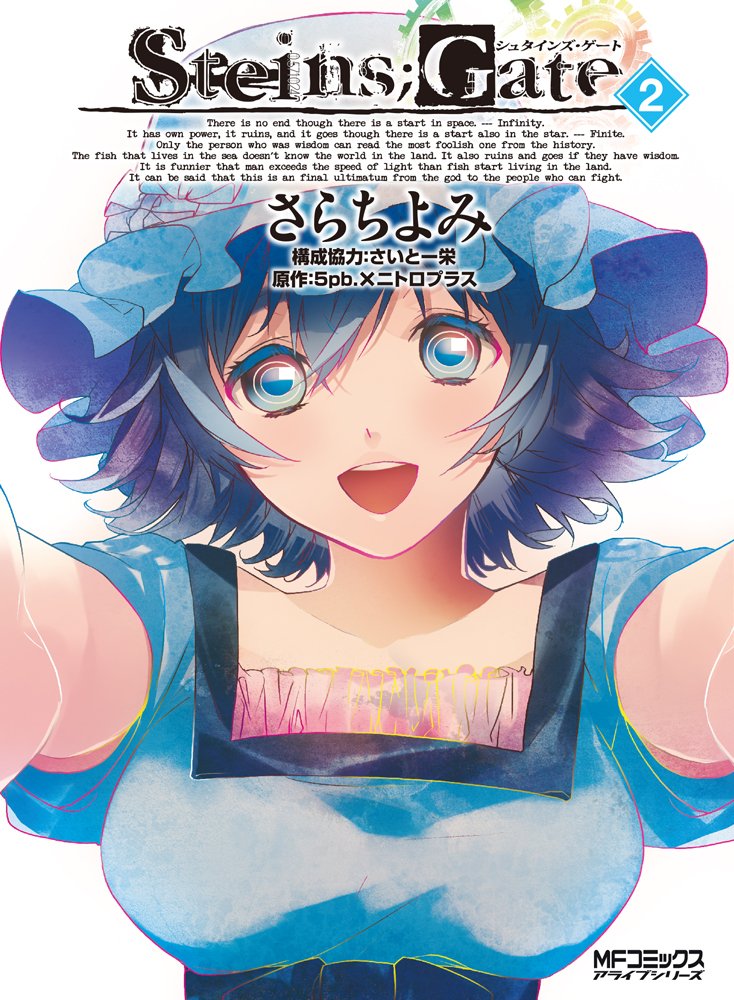 Steins;Gate
シュタインズ・ゲート
2
There is no end though there is a start in space. --- Infinity.
It has own power, it ruins, and it goes though there is a start also in the star. --- Finite.
Only the person who was wisdom can read the most foolish one from the history.
The fish that lives in the sea doesn't know the world in the land. It also ruins and goes if they have wisdom.
It is funnier that man exceeds the speed of light than fish start living in the land.
It can be said that this is an final ultimatum from the god to the people who can fight.
さらちよみ
構成協力:さいとー栄
原作:5pb.×ニトロプラス
MFコミックス
アライブシリーズ